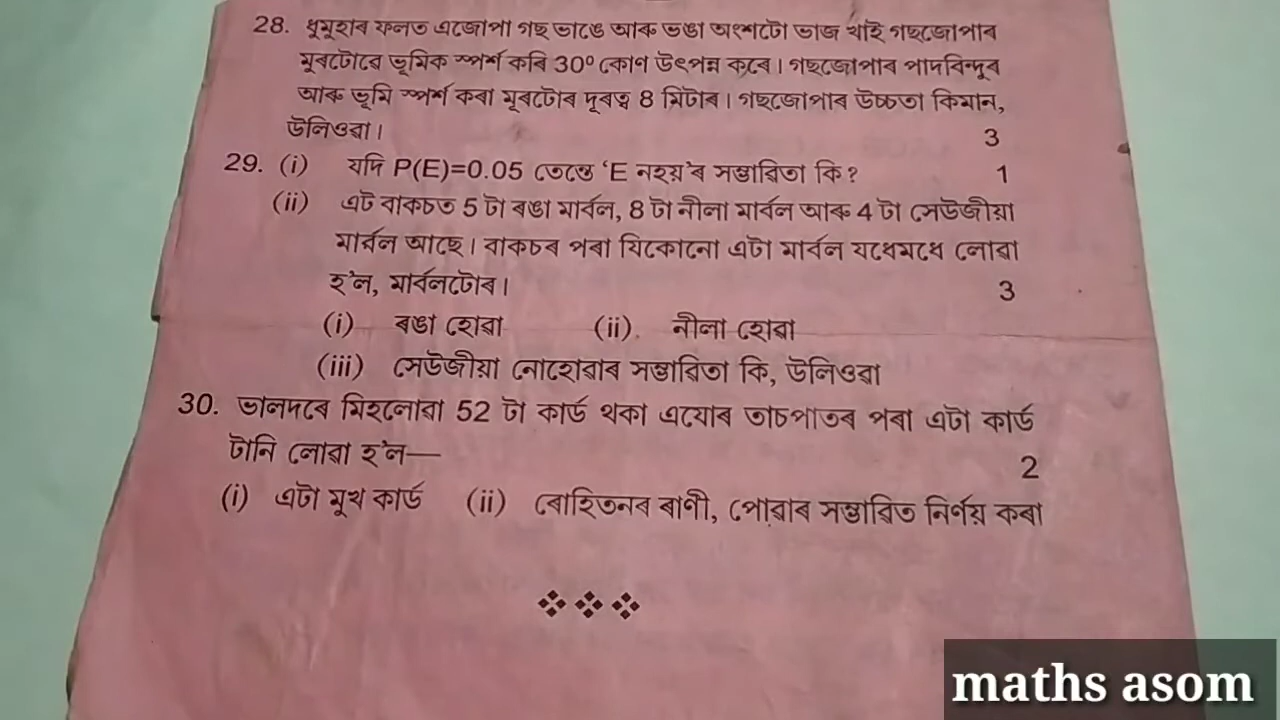 28. ধুমুহাৰ ফলত এজোপা গছ ভাঙে আৰু ভঙা অংশটো ভাজ খাই গছজোপাৰ
মূৰটোৱে ভূমিক স্পৰ্শ কৰি 30⁰ কোণ উৎপন্ন কৰে। গছজোপাৰ পাদবিন্দুৰ
আৰু ভূমি স্পৰ্শ কৰা মূৰটোৰ দূৰত্ব 8 মিটাৰ। গছজোপাৰ উচ্চতা কিমান,
উলিওৱা। 3
29. (i) যদি P(E)=0.05 তেন্তে ‘E নহয়’ৰ সম্ভাৱিতা কি? 1
(ii) এট বাকচত 5 টা ৰঙা মাৰ্বল, 8 টা নীলা মাৰ্বল আৰু 4 টা সেউজীয়া
মাৰ্বল আছে। বাকচৰ পৰা যিকোনো এটা মাৰ্বল যধেমধে লোৱা
হ’ল, মাৰ্বলটোৰ। 3
(i) ৰঙা হোৱা (ii). নীলা হোৱা
(iii) সেউজীয়া নোহোৱাৰ সম্ভাৱিতা কি, উলিওৱা
30. ভালদৰে মিহলোৱা 52 টা কাৰ্ড থকা এযোৰ তাচপাতৰ পৰা এটা কাৰ্ড
টানি লোৱা হ’ল— 2
(i) এটা মুখ কাৰ্ড (ii) ৰোহিতনৰ ৰাণী, পোৱাৰ সম্ভাৱিত নিৰ্ণয় কৰা
maths asom